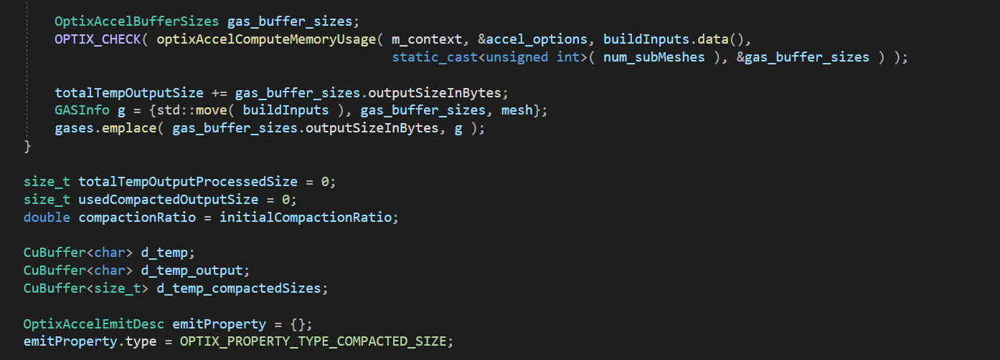 OptixAccelBufferSizes gas_buffer_sizes;
OPTIX_CHECK( optixAccelComputeMemoryUsage( m_context, &accel_options, buildInputs.data(),
static_cast<unsigned int>( num_subMeshes ), &gas_buffer_sizes ) );
totalTempOutputSize += gas_buffer_sizes.outputSizeInBytes;
GASInfo g = {std::move( buildInputs ), gas_buffer_sizes, mesh};
gases.emplace( gas_buffer_sizes.outputSizeInBytes, g );
}
size_t totalTempOutputProcessedSize = 0;
size_t usedCompactedOutputSize = 0;
double compactionRatio = initialCompactionRatio;
CuBuffer<char> d_temp;
CuBuffer<char> d_temp_output;
CuBuffer<size_t> d_temp_compactedSizes;
OptixAccelEmitDesc emitProperty = {};
emitProperty.type = OPTIX_PROPERTY_TYPE_COMPACTED_SIZE;